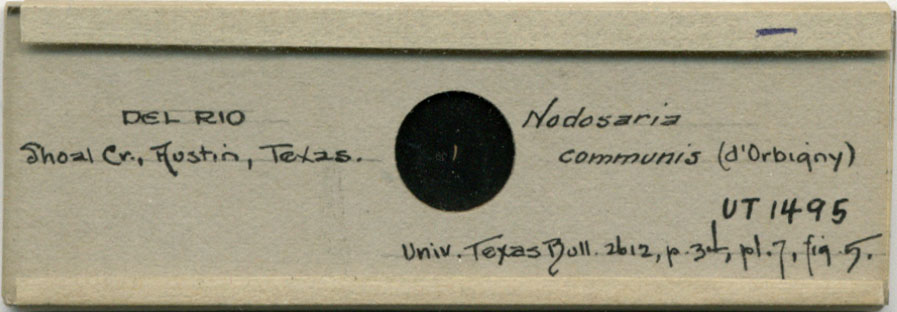 DEL RIO
Shoal Cr., Austin, Texas.
Nodosaria
communis (d'Orbigny)
UT 1495
Univ. Texas Bull. 2612, pl. 7, fig. 5.